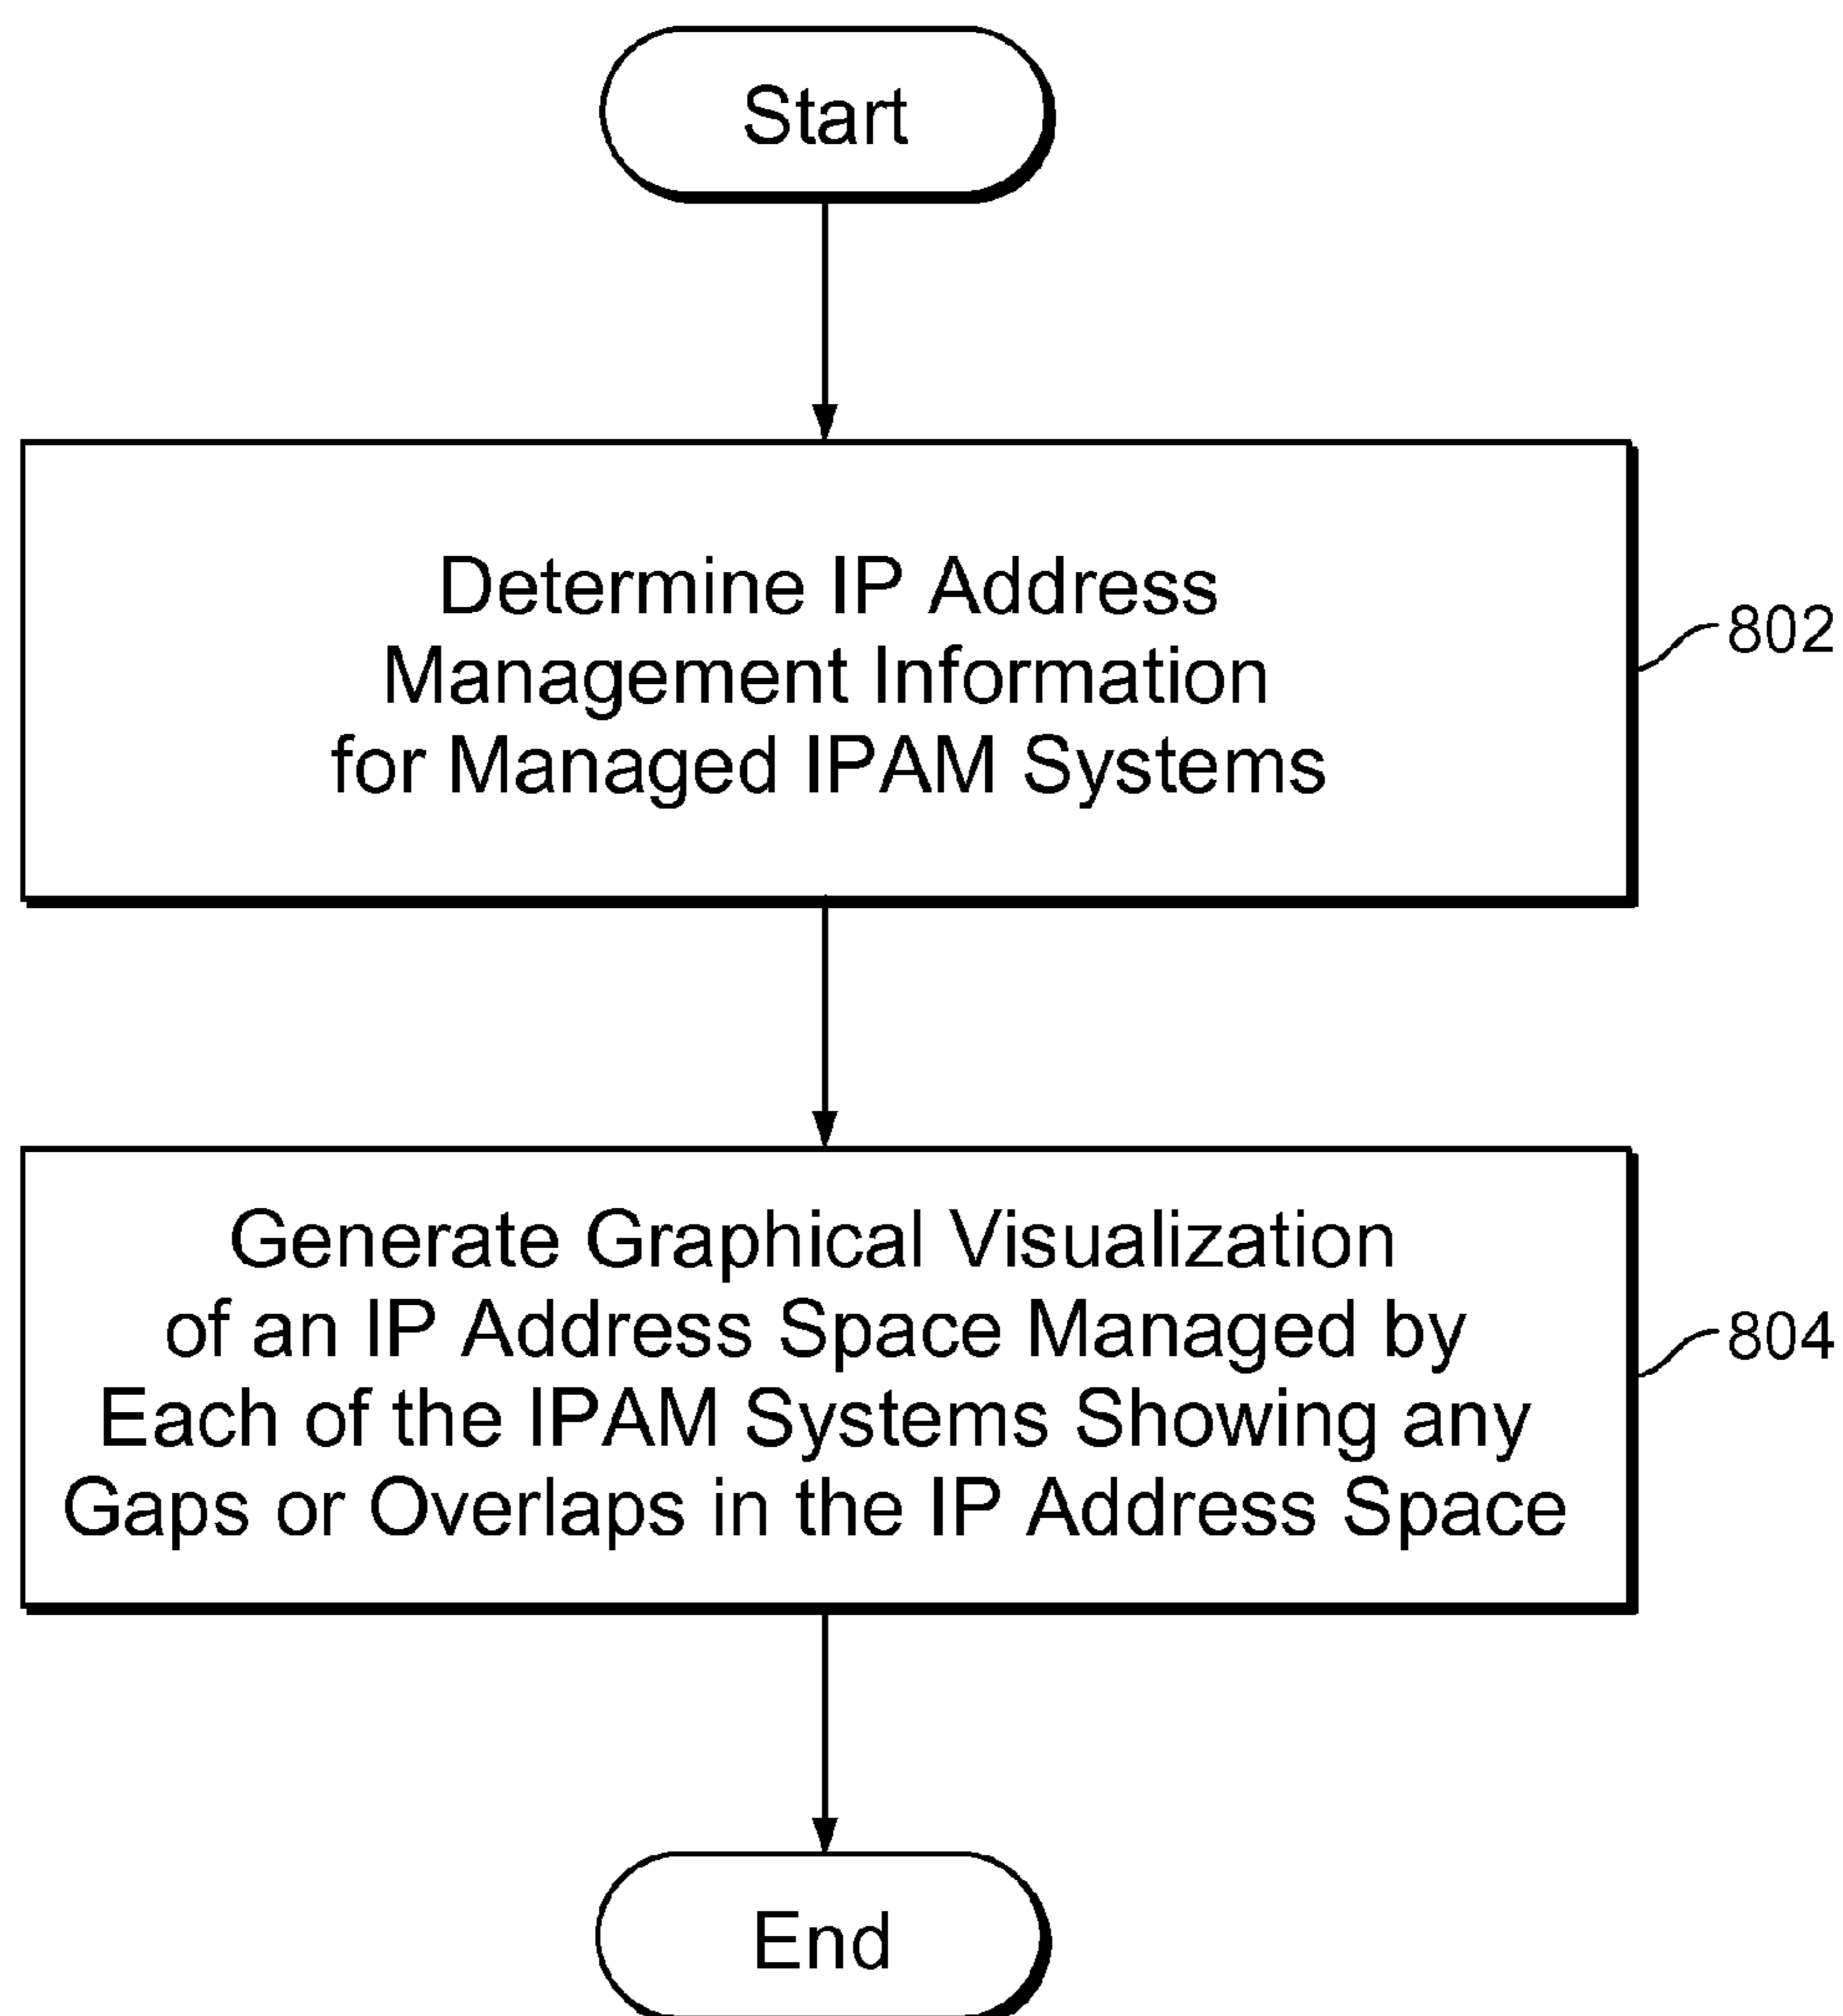 Start
Determine IP Address
Management Information
for Managed IPAM Systems
802
Generate Graphical Visualization
of an IP Address Space Managed by
Each of the IPAM Systems Showing any
Gaps or Overlaps in the IP Address Space
804
End